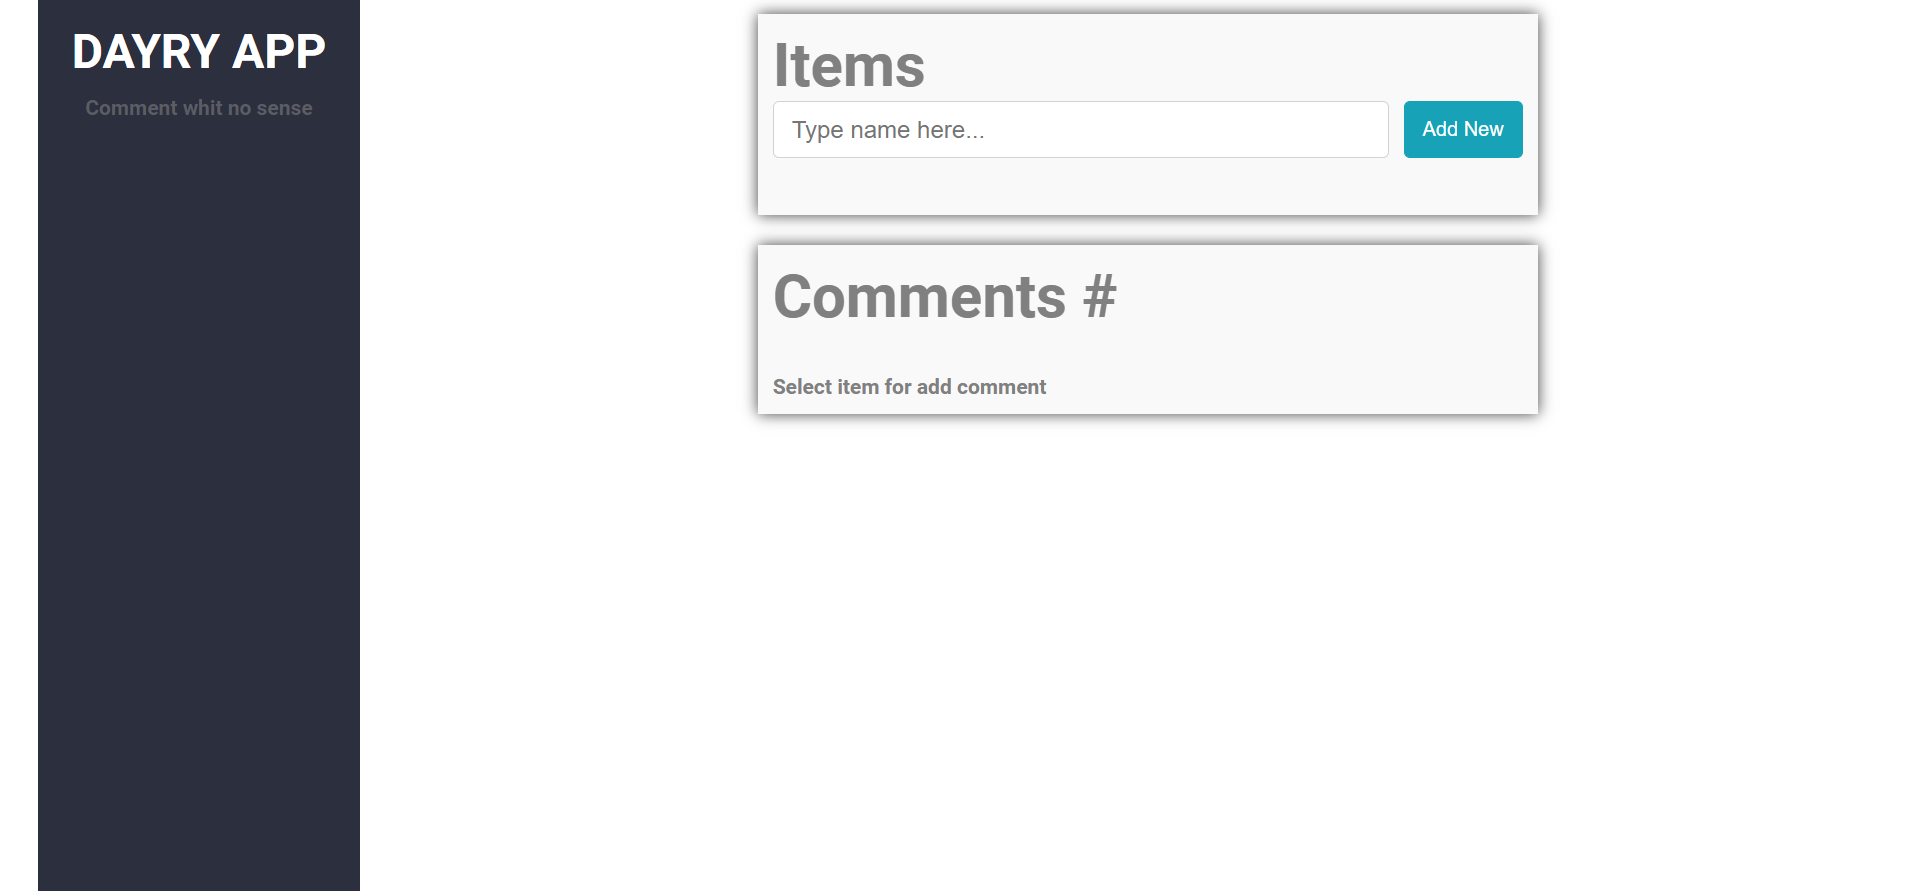 DAYRY APP
Comment whit no sense
Items
Type name here...
Add New
Comments #
Select item for add comment